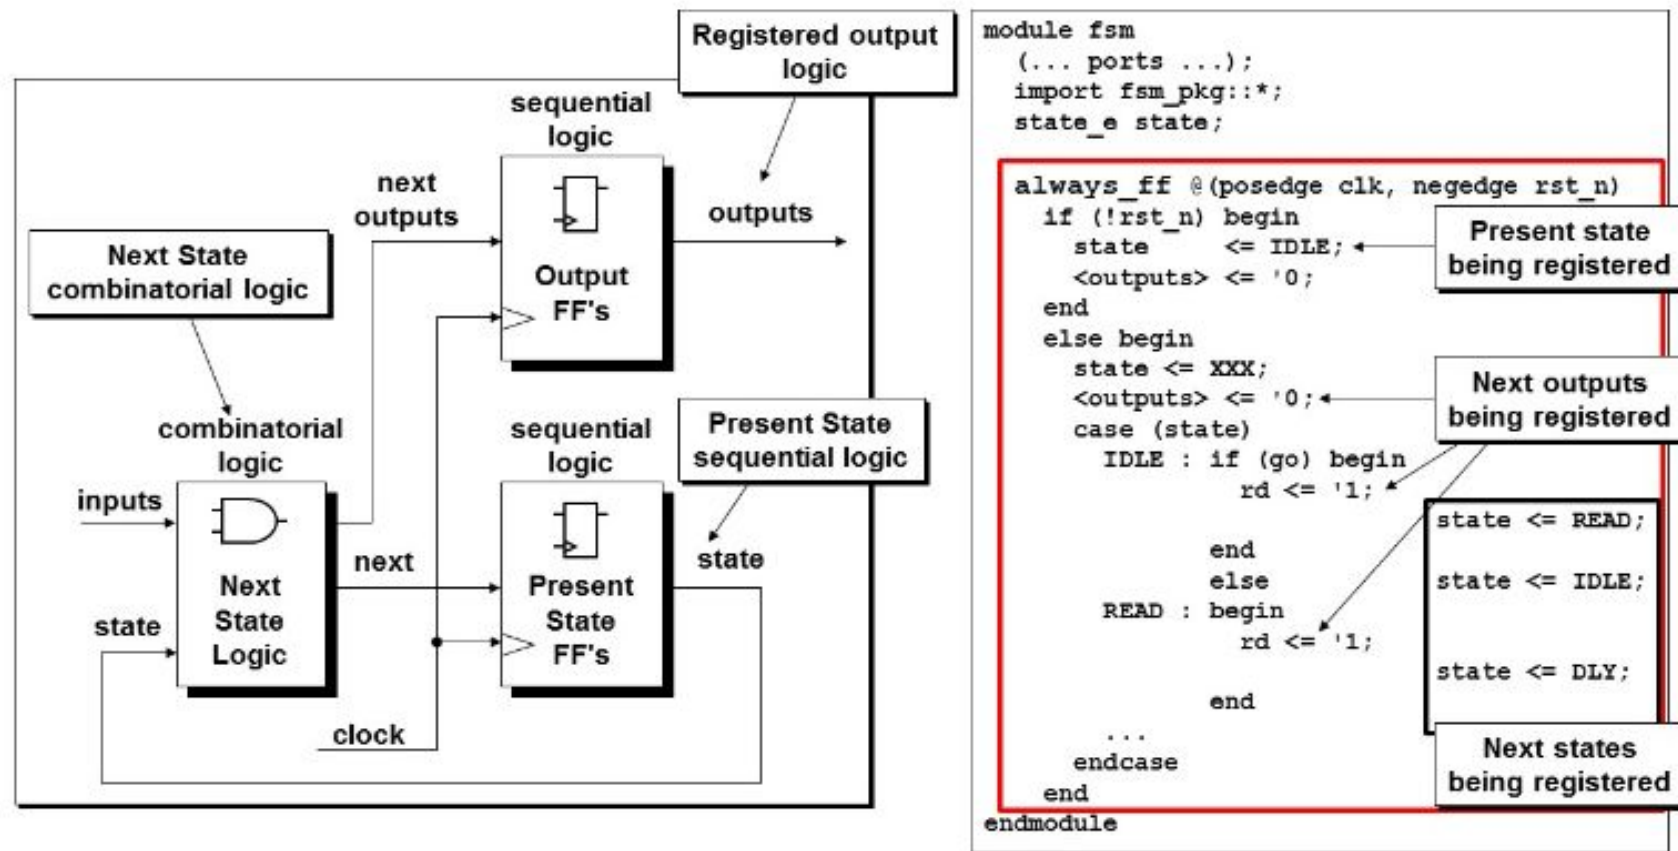 Registered output
logic
sequential
logic
next
outputs
outputs
Next State
combinatorial logic
Output
FF's
combinatorial
logic
sequential
logic
Present State
sequential logic
inputs
next
state
Next
State
Logic
Present
State
FF's
state
clock
module fsm
(... ports ...);
import fsm_pkg::*;
state_e state;
always_ff @(posedge clk, negedge rst_n)
if (!rst_n) begin
state <= IDLE;
<outputs> <= '0;
end
else begin
state <= XXX;
<outputs> <= '0;
case (state)
IDLE : if (go) begin
rd <= '1;
state <= READ;
end
else
state <= IDLE;
READ : begin
rd <= '1;
state <= DLY;
end
...
endcase
end
endmodule
Present state
being registered
Next outputs
being registered
Next states
being registered